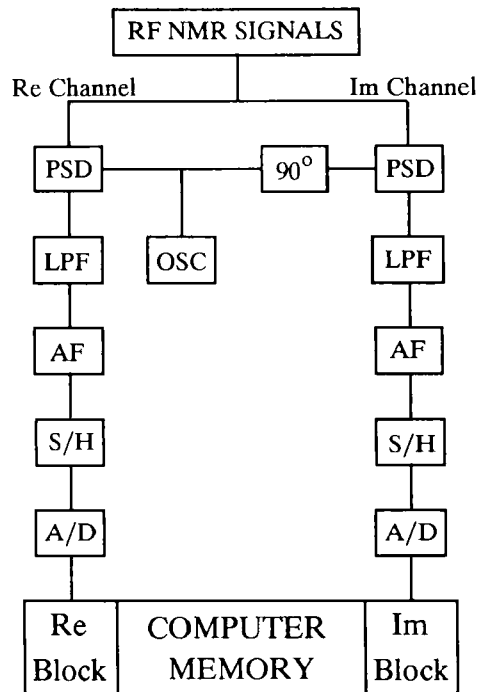 RF NMR SIGNALS
Re Channel
Im Channel
PSD
90°
PSD
LPF
OSC
LPF
AF
AF
S/H
S/H
A/D
A/D
Re
Block
COMPUTER
MEMORY
Im
Block